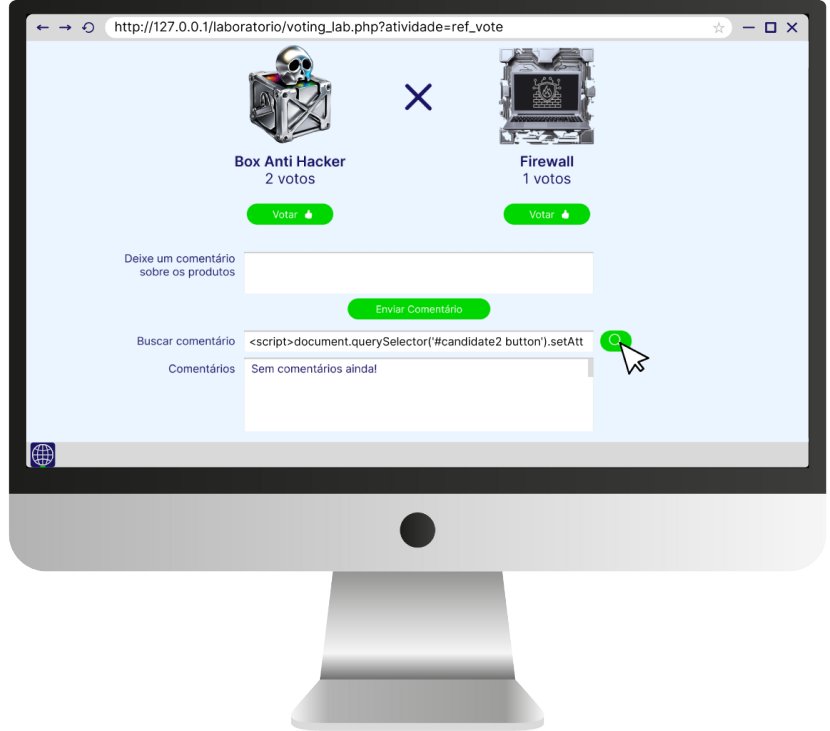 http://127.0.0.1/laboratorio/voting_lab.php?atividade=ref_vote
Box Anti Hacker
2 votos
Firewall
1 votos
Votar
Votar
Deixe um comentário
sobre os produtos
Enviar Comentário
Buscar comentário
<script>document.querySelector('#candidate2 button').setAtt
Comentários
Sem comentários ainda!